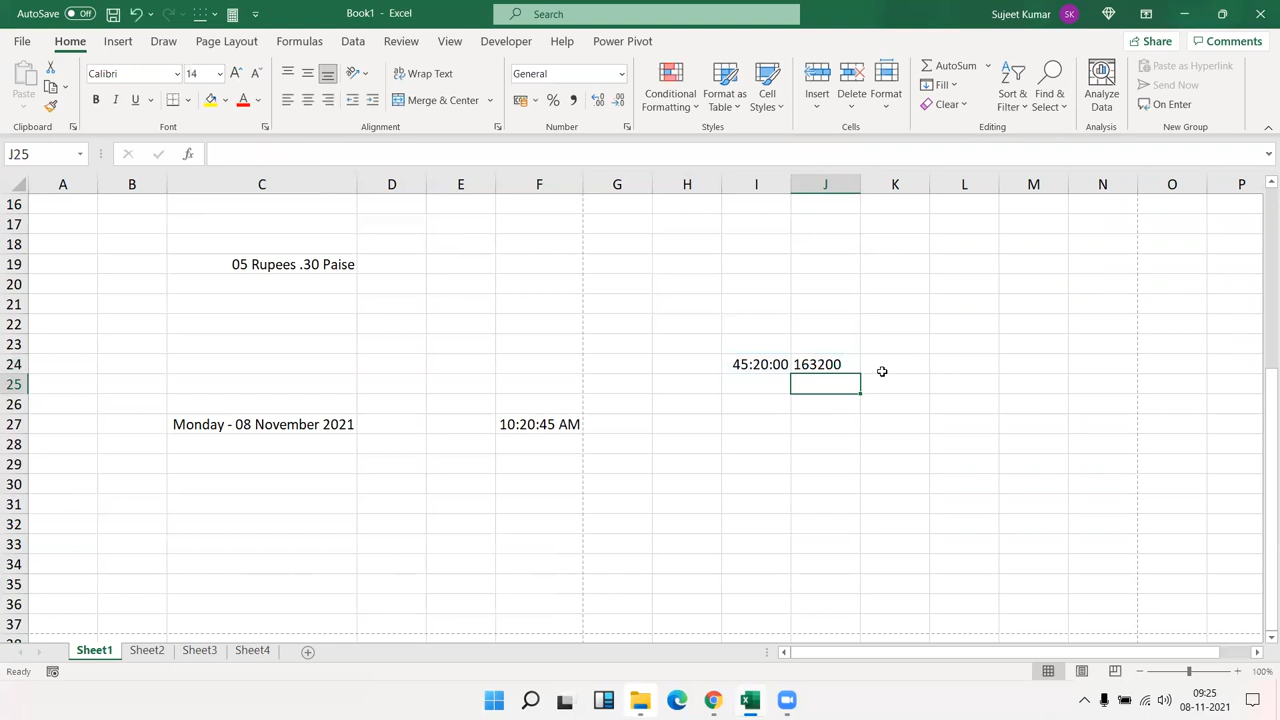 AutoSave Off Book1 - Excel Search Sujeet Kumar SK
File Home Insert Draw Page Layout Formulas Data Review View Developer Help Power Pivot Share Comments
Paste Calibri 14 Wrap Text General Conditional Formatting Format as Table Cell Styles Insert Delete Format AutoSum Sort & Filter Find & Select Analyze Data Paste as Hyperlink
Fill Send Now
B I U Merge & Center Clear On Enter
Clipboard Font Alignment Number Styles Cells Editing Analysis New Group
J25 fx
A B C D E F G H I J K L M N O P
16
17
18
19 05 Rupees .30 Paise
20
21
22
23
24 45:20:00 163200
25
26
27 Monday - 08 November 2021 10:20:45 AM
28
29
30
31
32
33
34
35
36
37
Sheet1 Sheet2 Sheet3 Sheet4
Ready 100%
09:25
08-11-2021